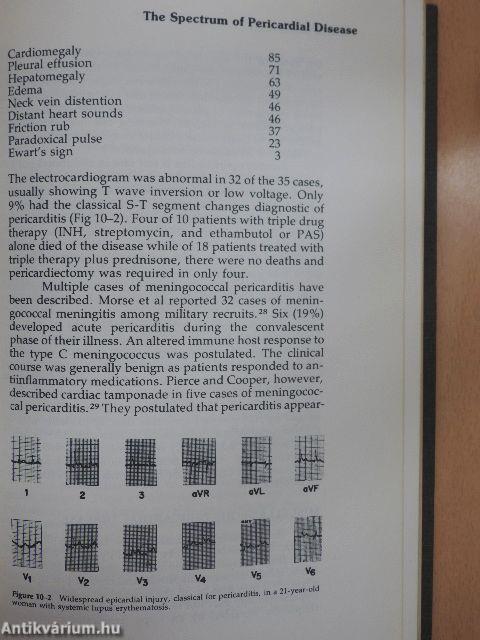 The Spectrum of Pericardial Disease
Cardiomegaly 85
Pleural effusion 71
Hepatomegaly 63
Edema 49
Neck vein distention 46
Distant heart sounds 46
Friction rub 37
Paradoxical pulse 23
Ewart's sign 3
The electrocardiogram was abnormal in 32 of the 35 cases,
usually showing T wave inversion or low voltage. Only
9% had the classical S-T segment changes diagnostic of
pericarditis (Fig 10–2). Four of 10 patients with triple drug
therapy (INH, streptomycin, and ethambutol or PAS)
alone died of the disease while of 18 patients treated with
triple therapy plus prednisone, there were no deaths and
pericardiectomy was required in only four.
Multiple cases of meningococcal pericarditis have
been described. Morse et al reported 32 cases of menin-
gococcal meningitis among military recruits.28 Six (19%)
developed acute pericarditis during the convalescent
phase of their illness. An altered immune host response to
the type C meningococcus was postulated. The clinical
course was generally benign as patients responded to an-
tiinflammatory medications. Pierce and Cooper, however,
described cardiac tamponade in five cases of meningococ-
cal pericarditis.29 They postulated that pericarditis appear-
1 2 3 aVR aVL aVF
V1 V2 V3 V4 V5 V6
Figure 10-2 Widespread epicardial injury, classical for pericarditis, in a 21-year-old
woman with systemic lupus erythematosis.
Antikvárium.hu